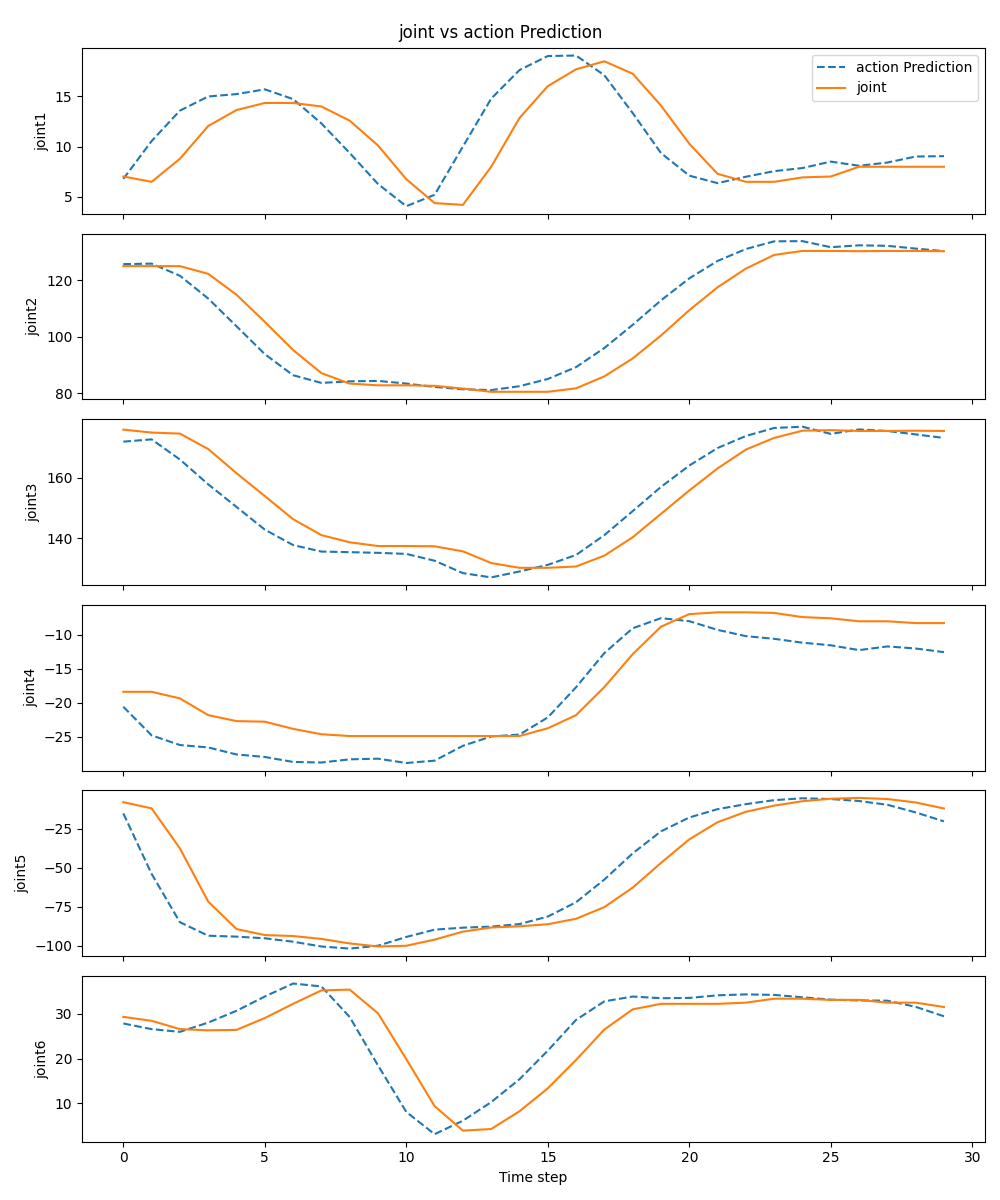 joint vs action Prediction
action Prediction
joint
15
10
5
joint1
120
100
80
joint2
160
140
joint3
−10
−15
−20
−25
joint4
−25
−50
−75
−100
joint5
30
20
10
joint6
0 5 10 15 20 25 30
Time step